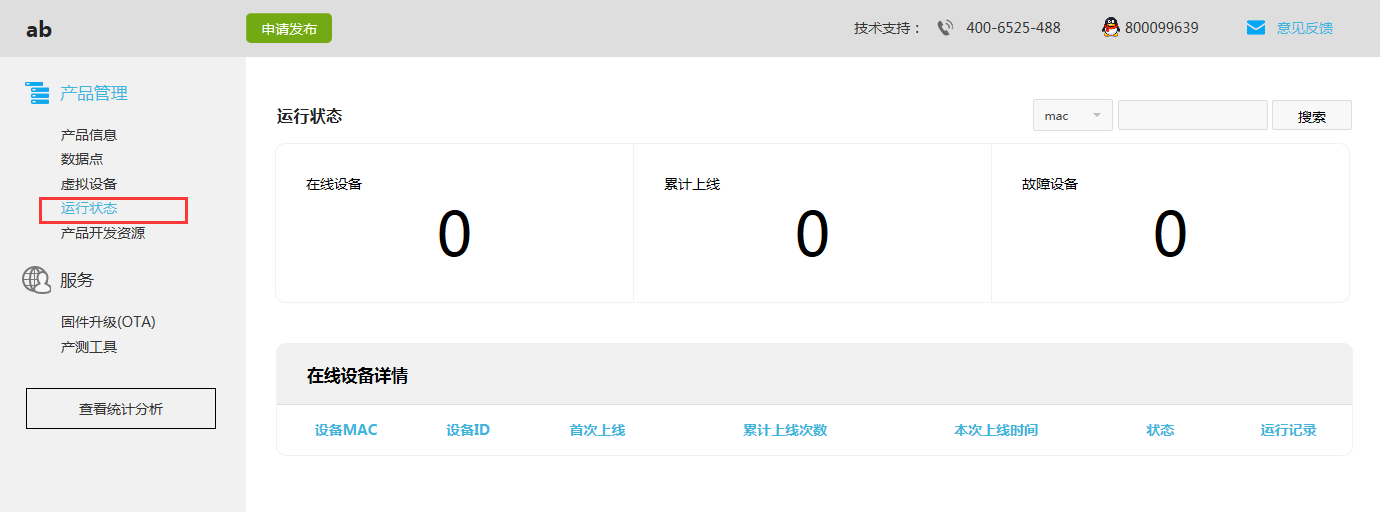 ab
申请发布
技术支持： 400-6525-488 800099639 意见反馈
产品管理
产品信息
数据点
虚拟设备
运行状态
产品开发资源
服务
固件升级(OTA)
产测工具
查看统计分析
运行状态
mac
搜索
在线设备
0
累计上线
0
故障设备
0
在线设备详情
设备MAC 设备ID 首次上线 累计上线次数 本次上线时间 状态 运行记录